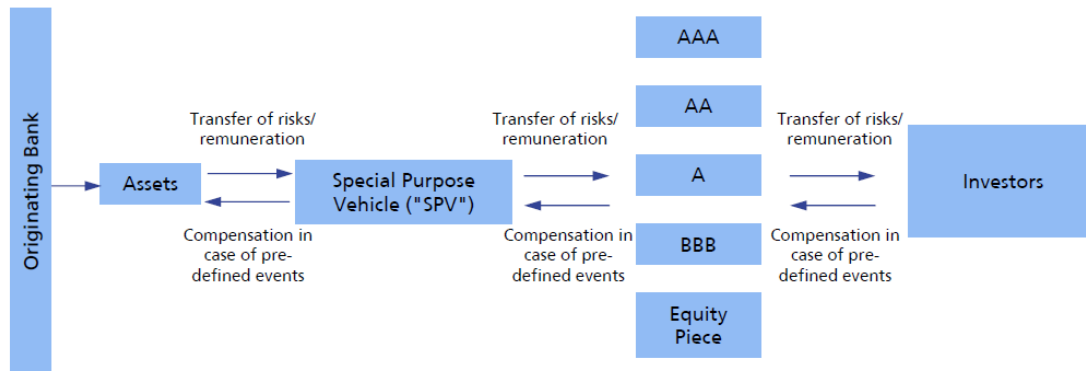 Originating Bank
Assets
Transfer of risks/
remuneration
Compensation in
case of pre-
defined events
Special Purpose
Vehicle ("SPV")
Transfer of risks/
remuneration
Compensation in
case of pre-
defined events
AAA
AA
A
BBB
Equity
Piece
Transfer of risks/
remuneration
Compensation in
case of pre-
defined events
Investors